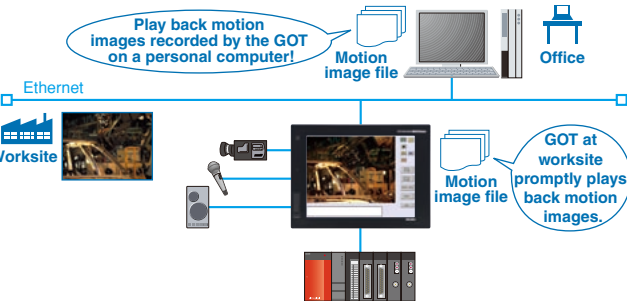 Play back motion
images recorded by the GOT
on a personal computer!
Motion
image file
Office
Ethernet
Worksite
Motion
image file
GOT at
worksite
promptly plays
back motion
images.